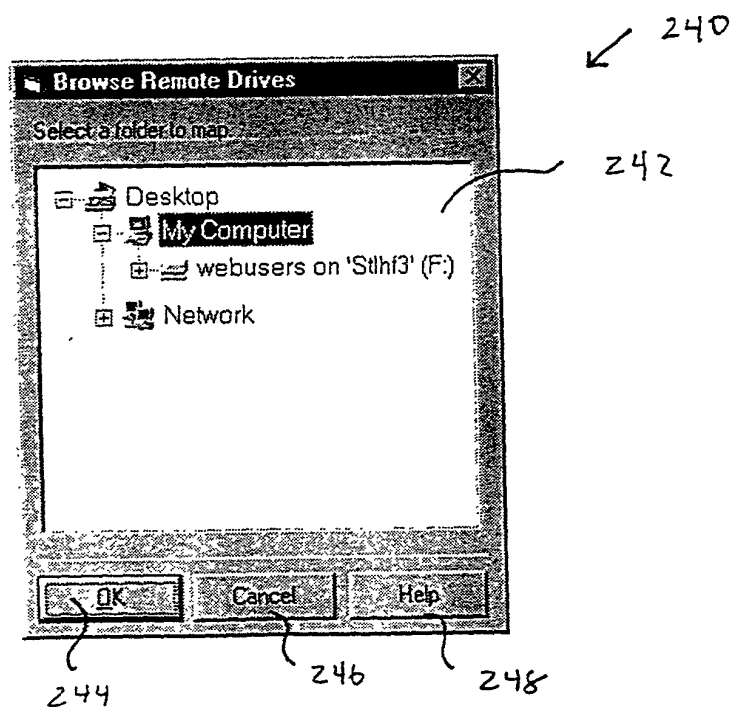 240
Browse Remote Drives
Select a folder to map.
242
Desktop
My Computer
webusers on 'Stlhf3' (F:)
Network
OK
Cancel
Help
244
246
248